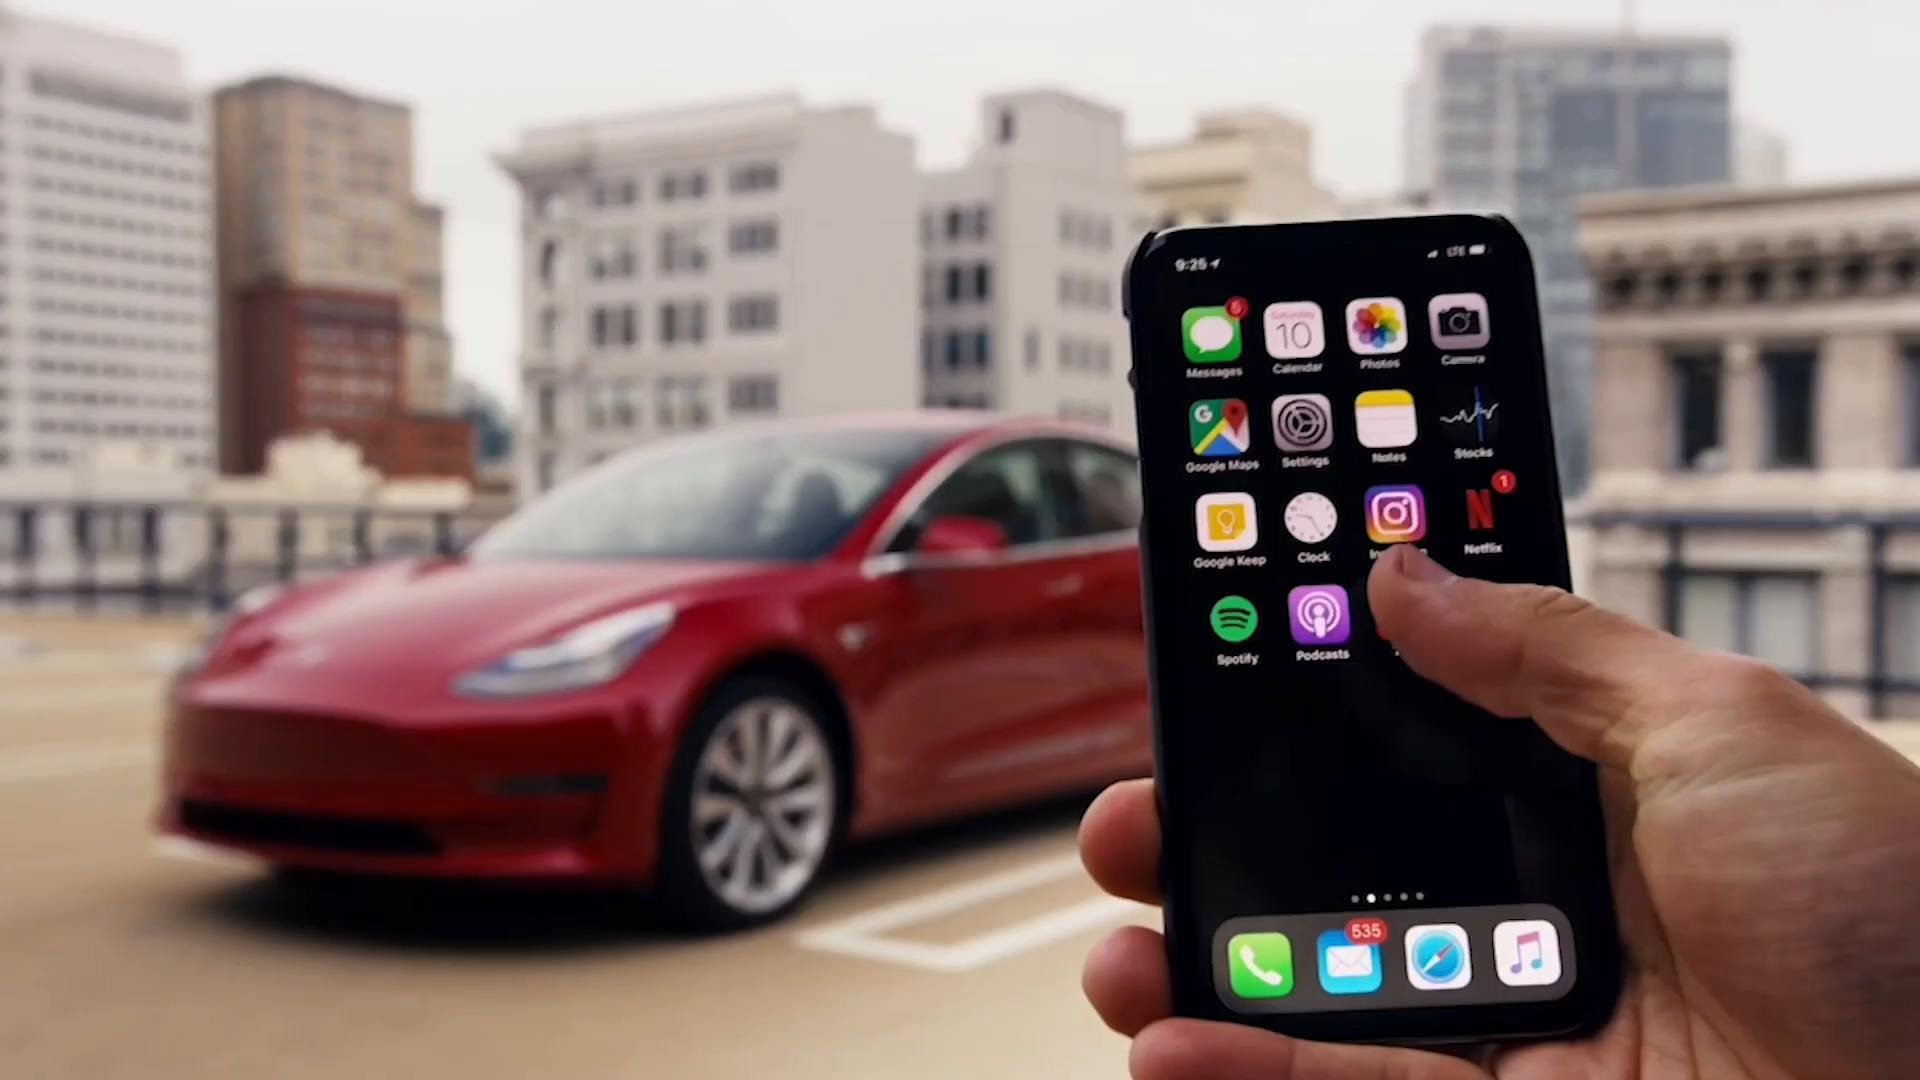 9:25 LTE
6
Saturday
10
Messages Calendar Photos Camera
G
Google Maps Settings Notes Stocks
1
N
Google Keep Clock Netflix
Spotify Podcasts
535